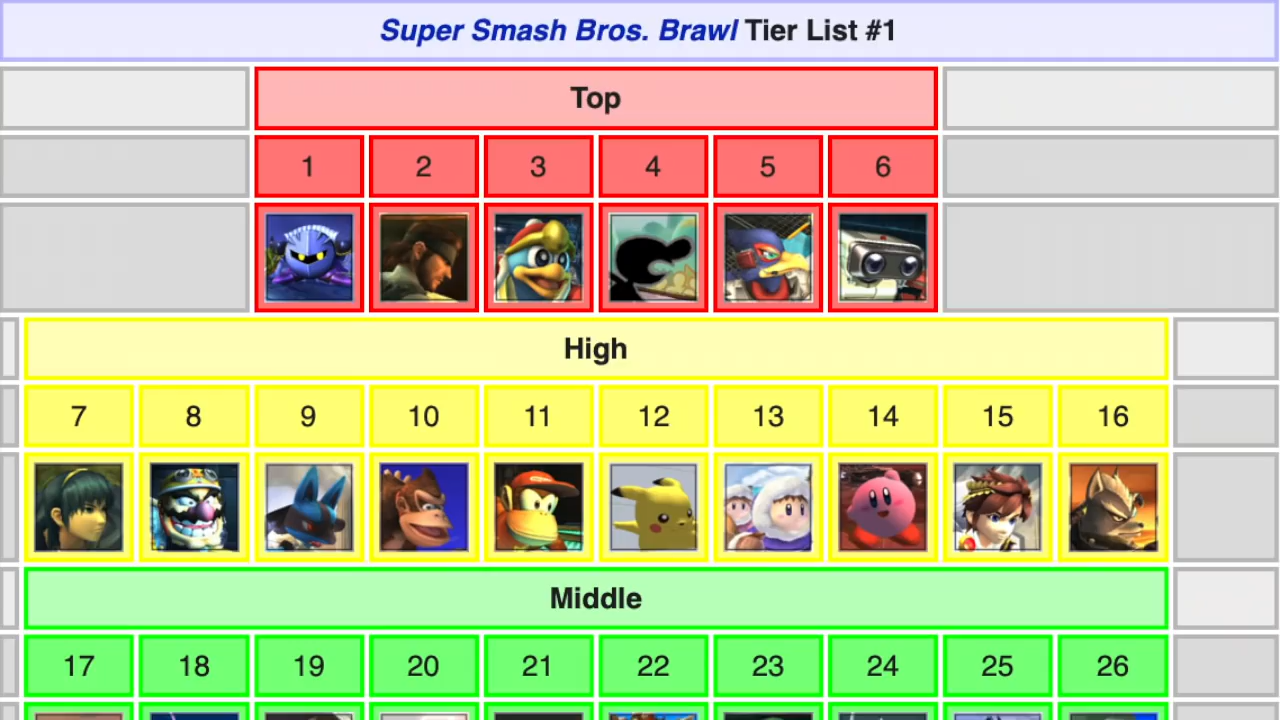 Super Smash Bros. Brawl Tier List #1
Top
1 2 3 4 5 6
High
7 8 9 10 11 12 13 14 15 16
Middle
17 18 19 20 21 22 23 24 25 26